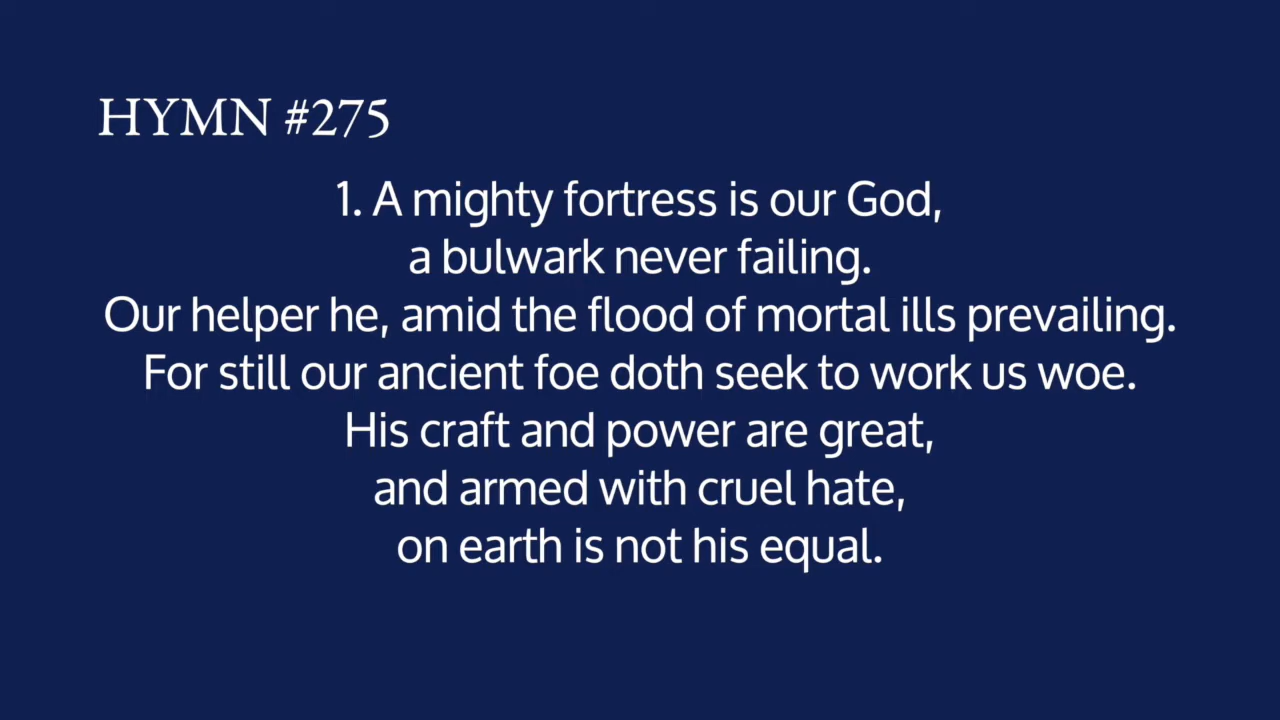 HYMN #275
1. A mighty fortress is our God,
a bulwark never failing.
Our helper he, amid the flood of mortal ills prevailing.
For still our ancient foe doth seek to work us woe.
His craft and power are great,
and armed with cruel hate,
on earth is not his equal.